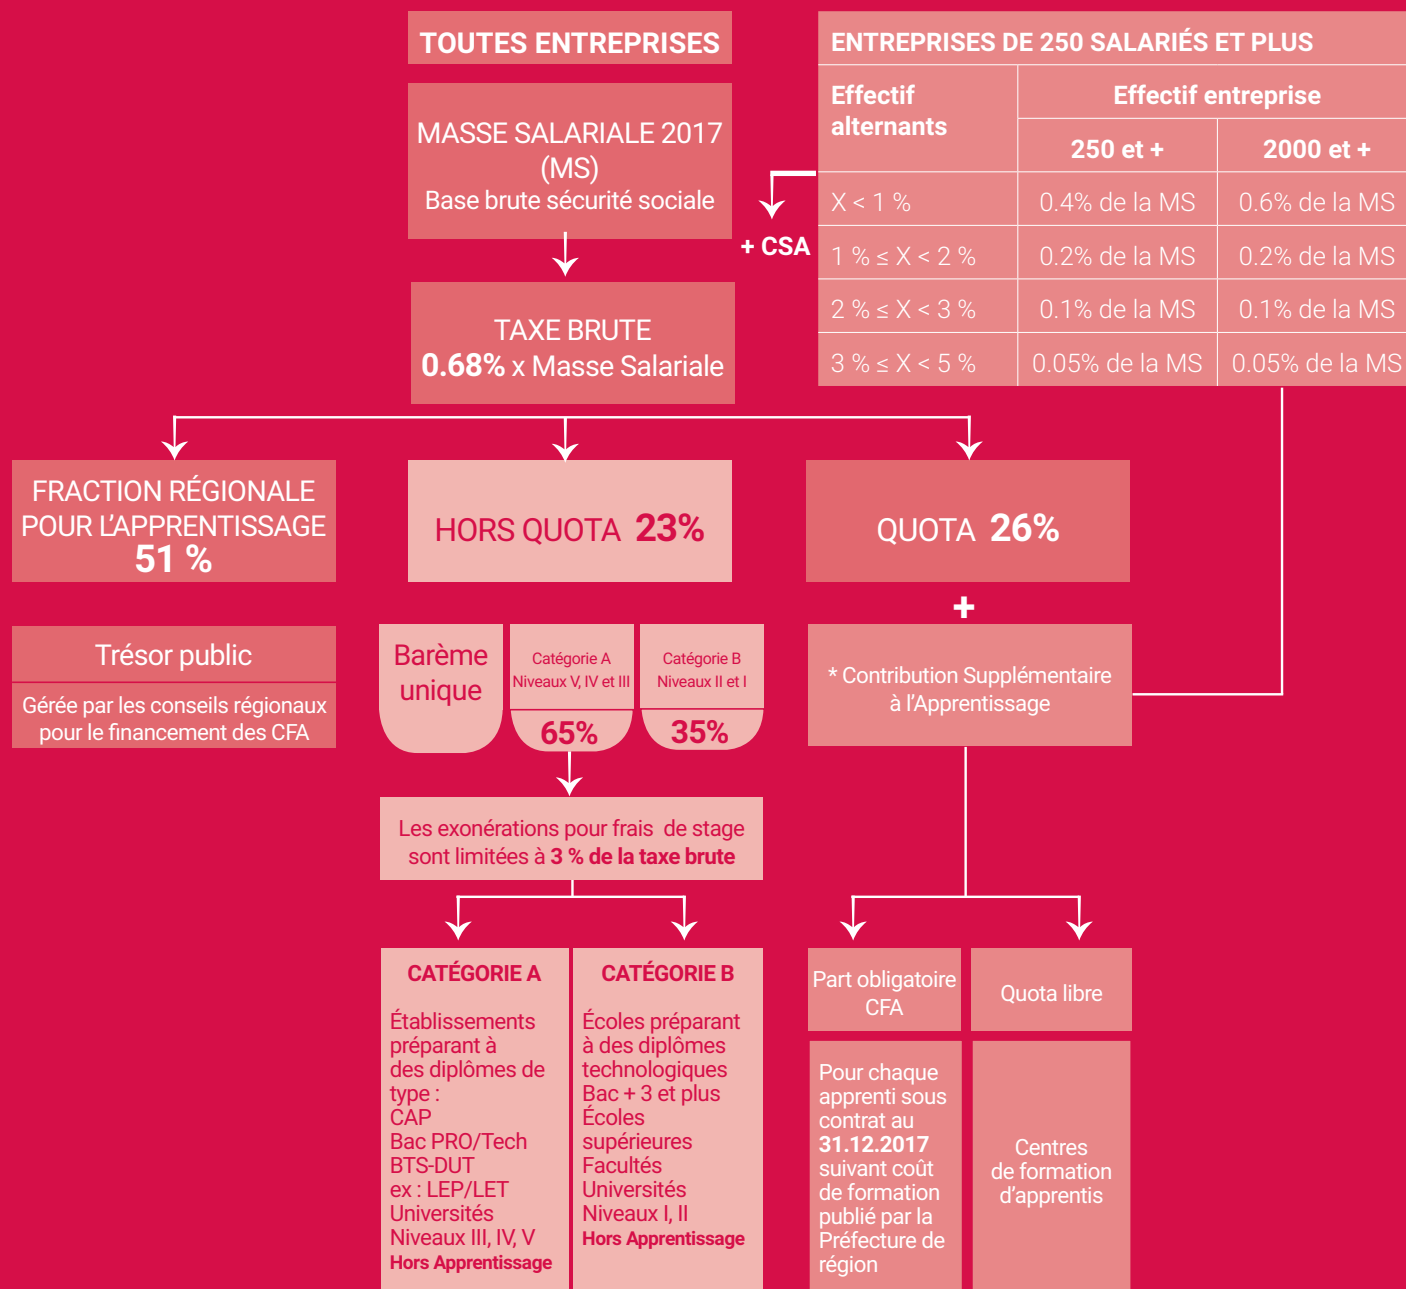 TOUTES ENTREPRISES
MASSE SALARIALE 2017
(MS)
Base brute sécurité sociale
TAXE BRUTE
0.68% x Masse Salariale
+ CSA
ENTREPRISES DE 250 SALARIÉS ET PLUS
Effectif
alternants
Effectif entreprise
250 et +
2000 et +
X < 1 %
0.4% de la MS
0.6% de la MS
1 % ≤ X < 2 %
0.2% de la MS
0.2% de la MS
2 % ≤ X < 3 %
0.1% de la MS
0.1% de la MS
3 % ≤ X < 5 %
0.05% de la MS
0.05% de la MS
FRACTION RÉGIONALE
POUR L'APPRENTISSAGE
51 %
Trésor public
Gérée par les conseils régionaux
pour le financement des CFA
HORS QUOTA 23%
Barème
unique
Catégorie A
Niveaux V, IV et III
65%
Catégorie B
Niveaux II et I
35%
Les exonérations pour frais de stage
sont limitées à 3 % de la taxe brute
CATÉGORIE A
Établissements
préparant à
des diplômes de
type :
CAP
Bac PRO/Tech
BTS-DUT
ex : LEP/LET
Universités
Niveaux III, IV, V
Hors Apprentissage
CATÉGORIE B
Écoles préparant
à des diplômes
technologiques
Bac + 3 et plus
Écoles
supérieures
Facultés
Universités
Niveaux I, II
Hors Apprentissage
QUOTA 26%
+
* Contribution Supplémentaire
à l'Apprentissage
Part obligatoire
CFA
Pour chaque
apprenti sous
contrat au
31.12.2017
suivant coût
de formation
publié par la
Préfecture de
région
Quota libre
Centres
de formation
d'apprentis